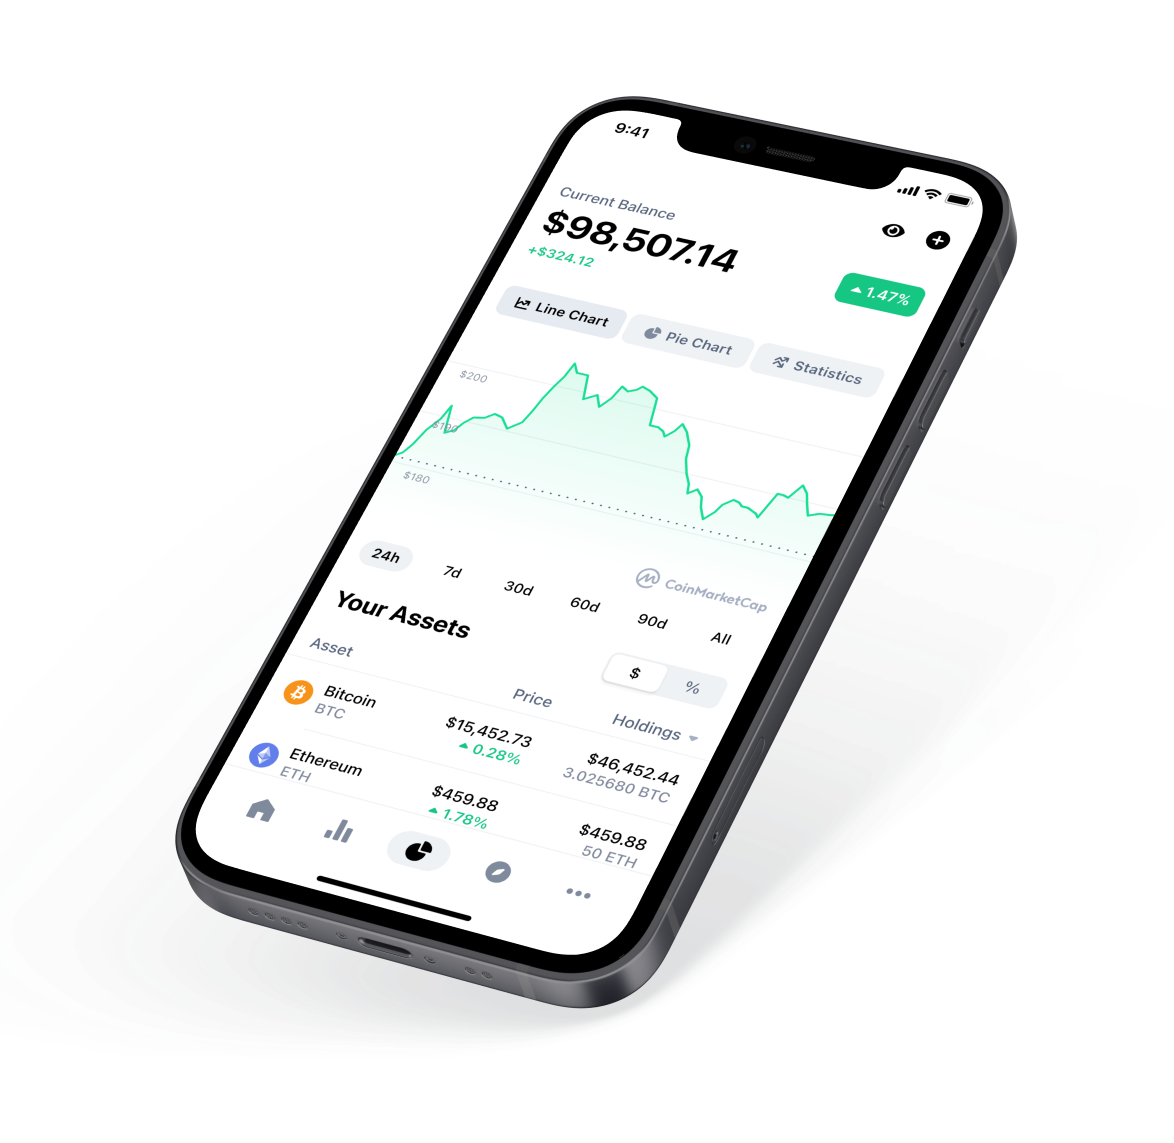 9:41
Current Balance
$98,507.14
+$324.12
1.47%
Line Chart
Pie Chart
Statistics
$200
$190
$180
CoinMarketCap
24h
7d
30d
60d
90d
All
Your Assets
$
%
Asset
Price
Holdings
Bitcoin
BTC
$15,452.73
0.28%
$46,452.44
3.025680 BTC
Ethereum
ETH
$459.88
1.78%
$459.88
50 ETH